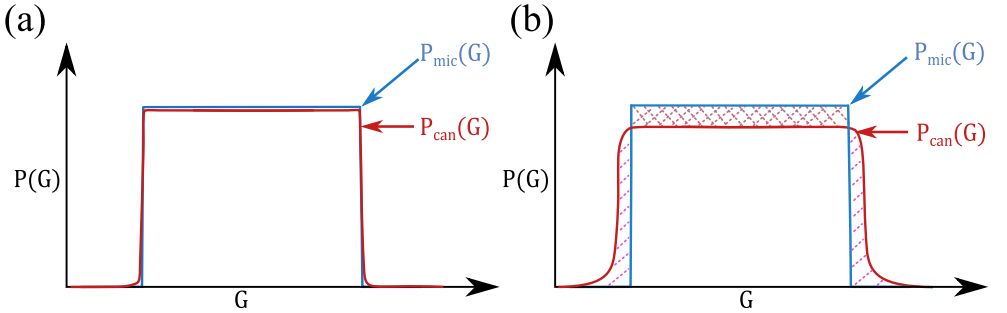 (a)
P_mic(G)
P_can(G)
P(G)
G
(b)
P_mic(G)
P_can(G)
P(G)
G